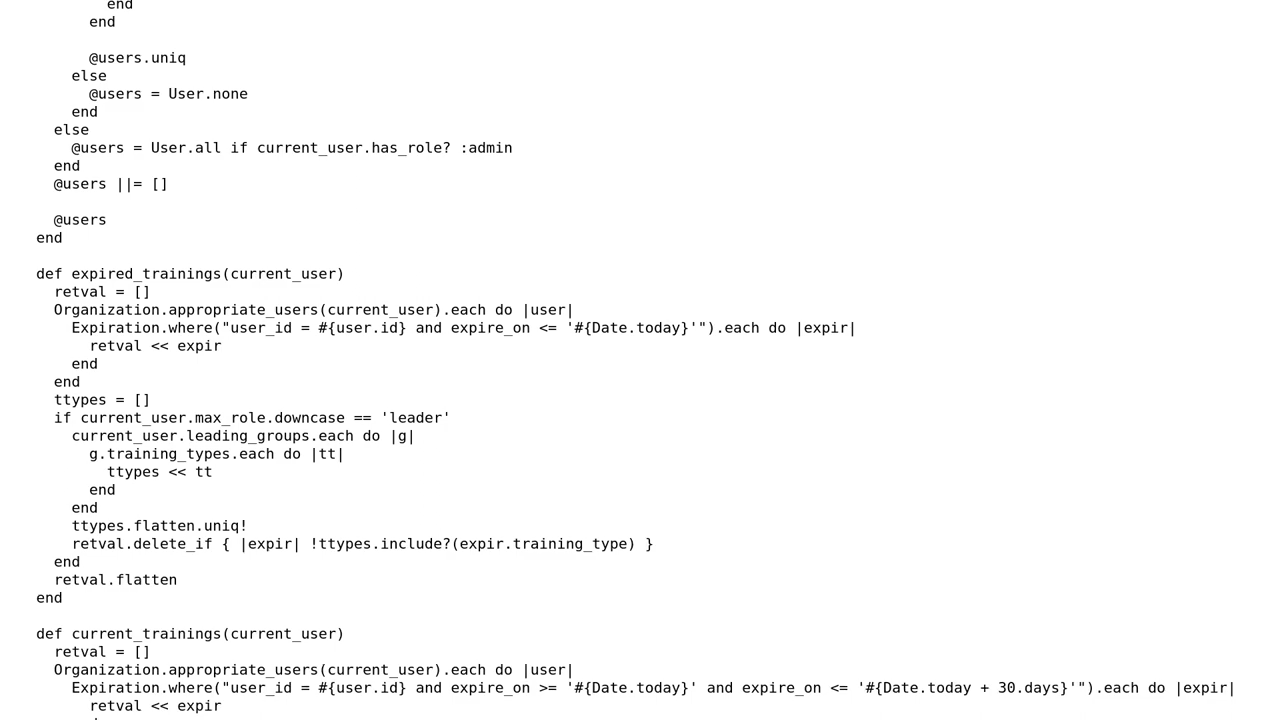 end
end
@users.uniq
else
@users = User.none
end
else
@users = User.all if current_user.has_role? :admin
end
@users ||= []
@users
end
def expired_trainings(current_user)
retval = []
Organization.appropriate_users(current_user).each do |user|
Expiration.where("user_id = #{user.id} and expire_on <= '#{Date.today}'").each do |expir|
retval << expir
end
end
ttypes = []
if current_user.max_role.downcase == 'leader'
current_user.leading_groups.each do |g|
g.training_types.each do |tt|
ttypes << tt
end
end
ttypes.flatten.uniq!
retval.delete_if { |expir| !ttypes.include?(expir.training_type) }
end
retval.flatten
end
def current_trainings(current_user)
retval = []
Organization.appropriate_users(current_user).each do |user|
Expiration.where("user_id = #{user.id} and expire_on >= '#{Date.today}' and expire_on <= '#{Date.today + 30.days}'").each do |expir|
retval << expir